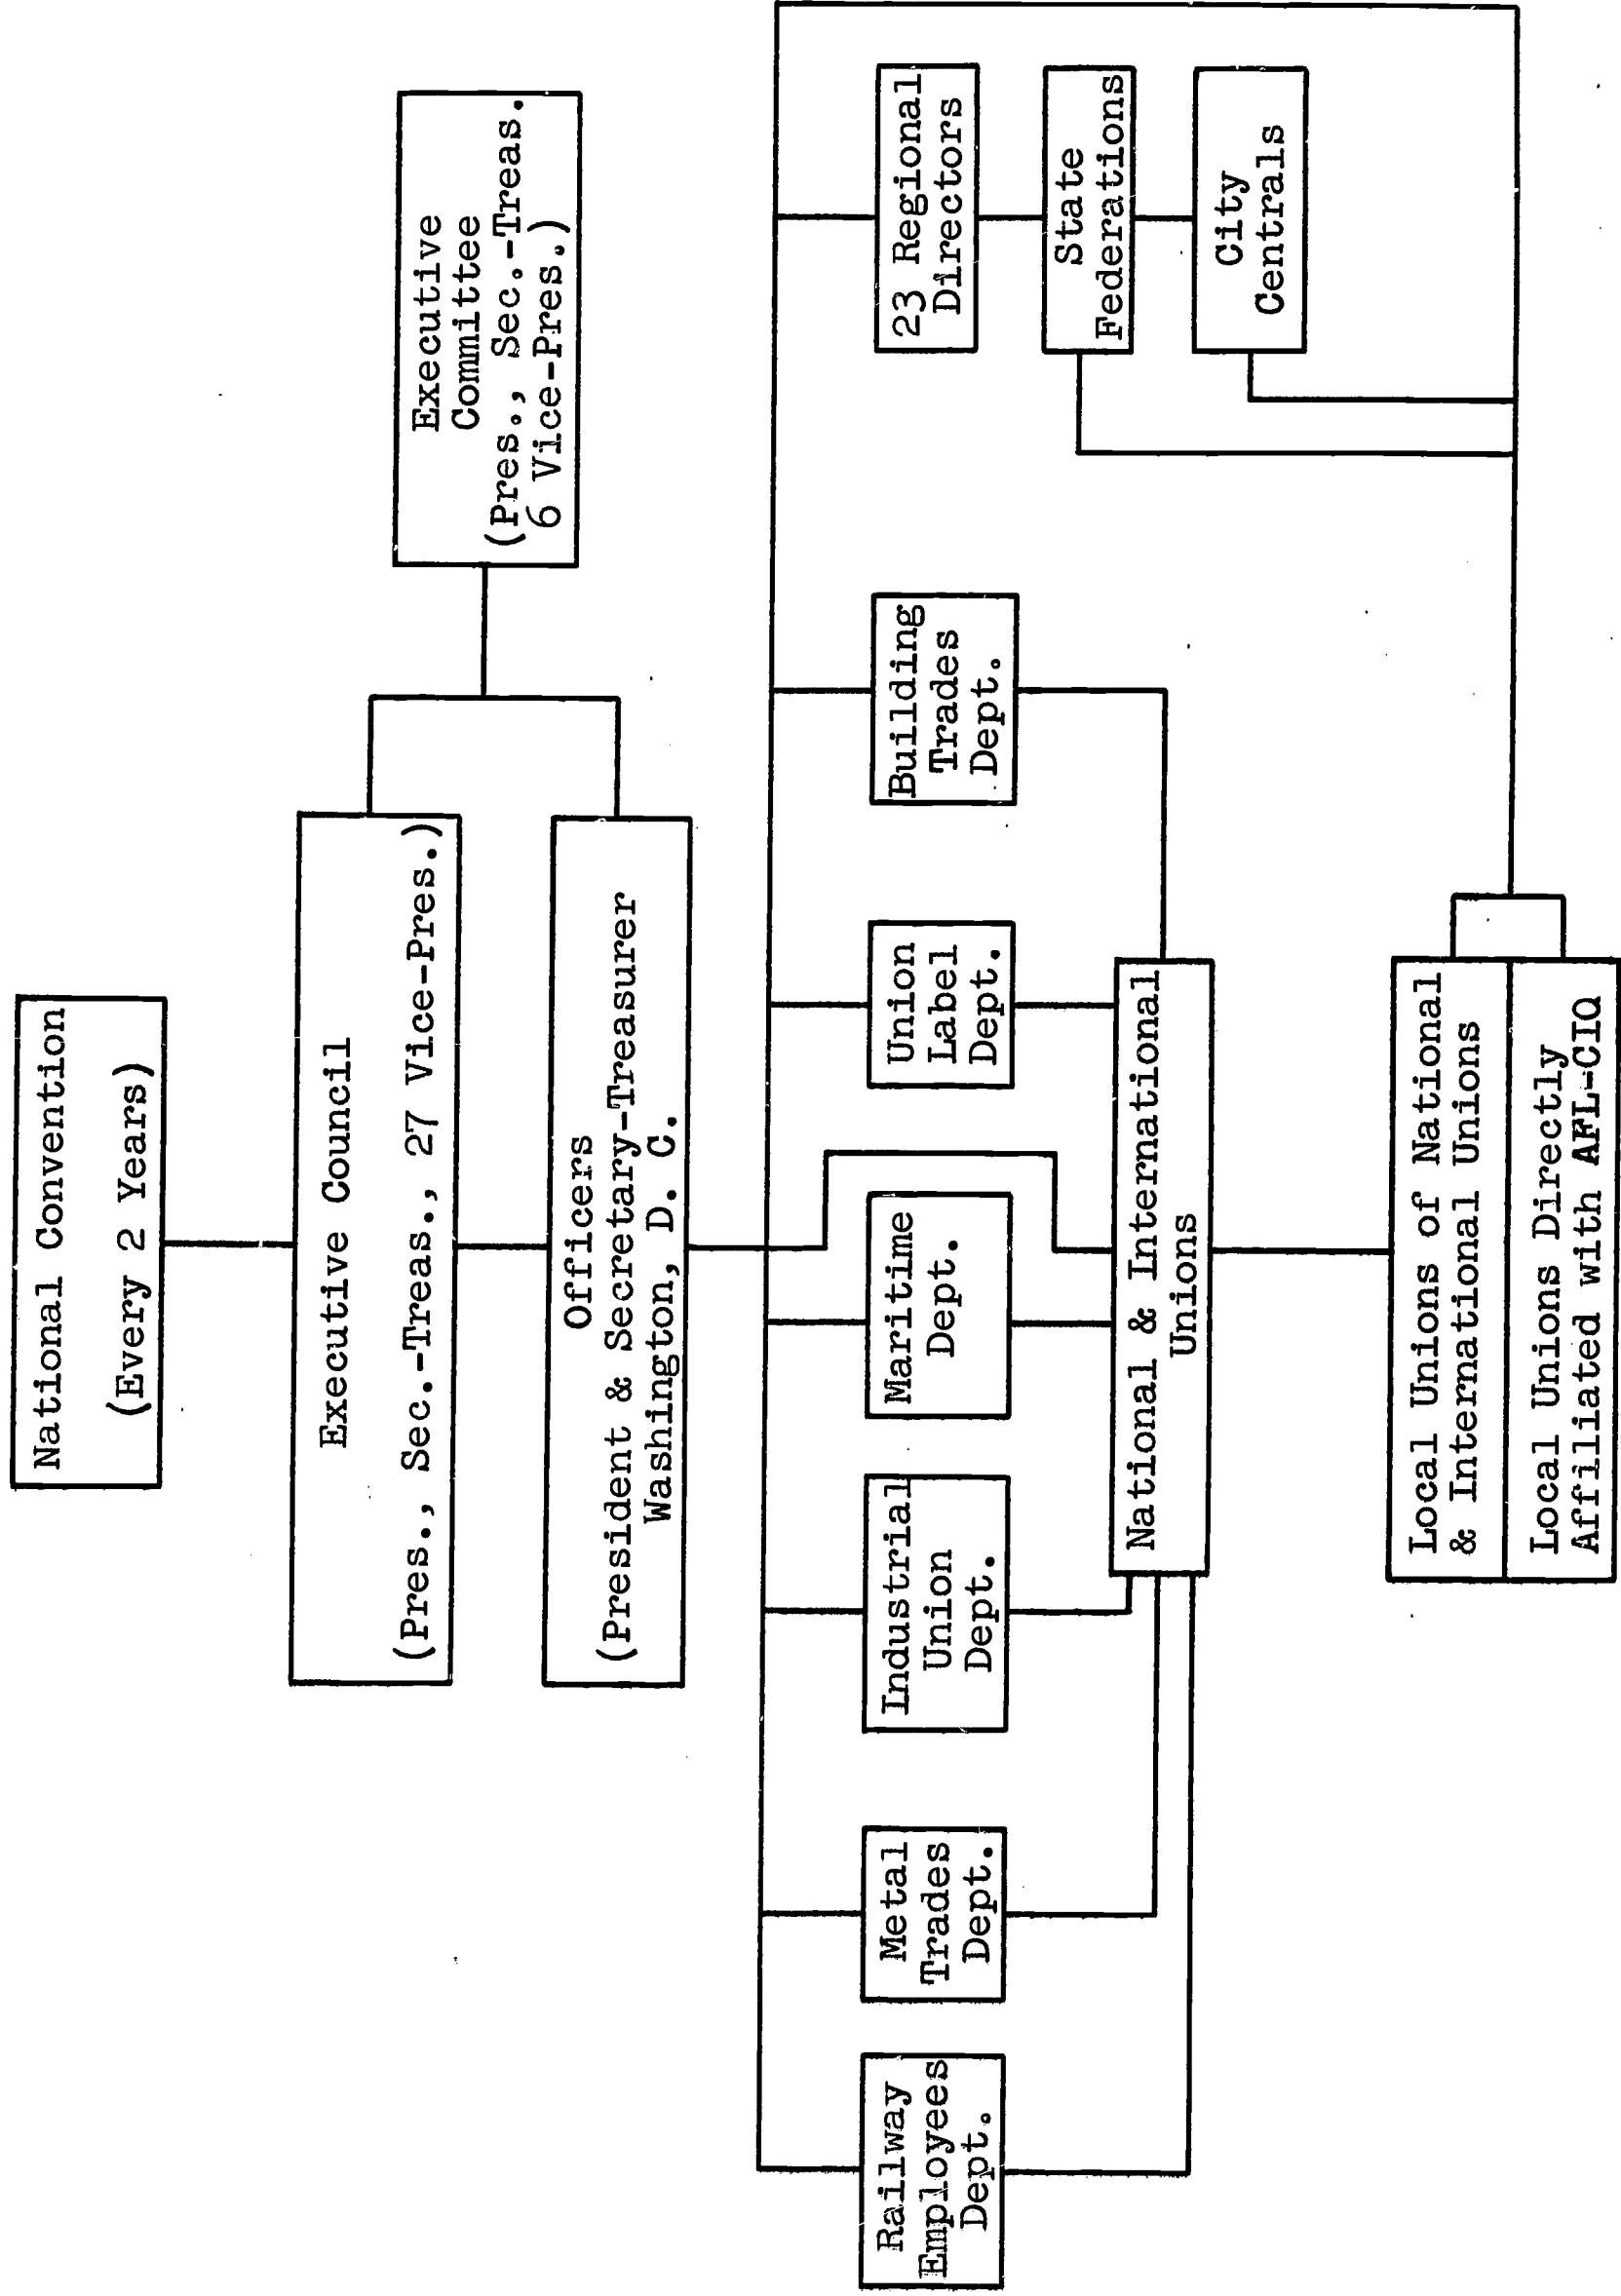 National Convention
(Every 2 Years)
Executive Council
(Pres., Sec.-Treas., 27 Vice-Pres.)
Executive
Committee
(Pres., Sec.-Treas.
6 Vice-Pres.)
Officers
(President & Secretary-Treasurer
Washington, D. C.
Railway
Employees
Dept.
Metal
Trades
Dept.
Industrial
Union
Dept.
Maritime
Dept.
Union
Label
Dept.
Building
Trades
Dept.
23 Regional
Directors
State
Federations
City
Centrals
National & International
Unions
Local Unions of National
& International Unions
Local Unions Directly
Affiliated with AFL-CIO